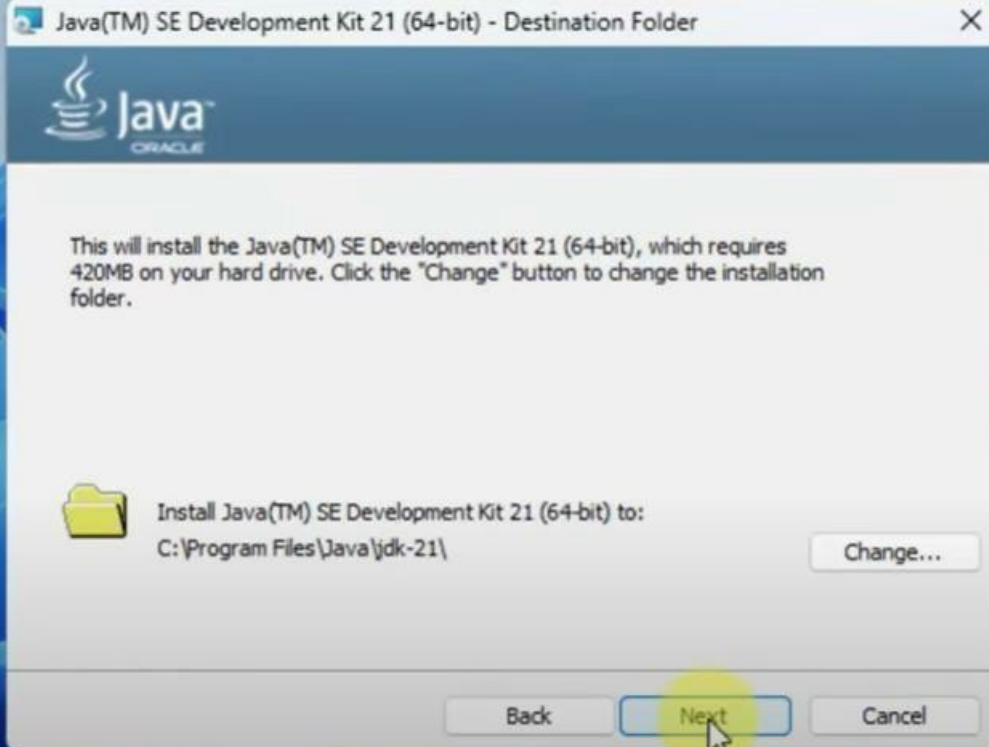 Java(TM) SE Development Kit 21 (64-bit) - Destination Folder
Java™
ORACLE
This will install the Java(TM) SE Development Kit 21 (64-bit), which requires
420MB on your hard drive. Click the "Change" button to change the installation
folder.
Install Java(TM) SE Development Kit 21 (64-bit) to:
C:\Program Files\Java\jdk-21\
Change...
Back
Next
Cancel